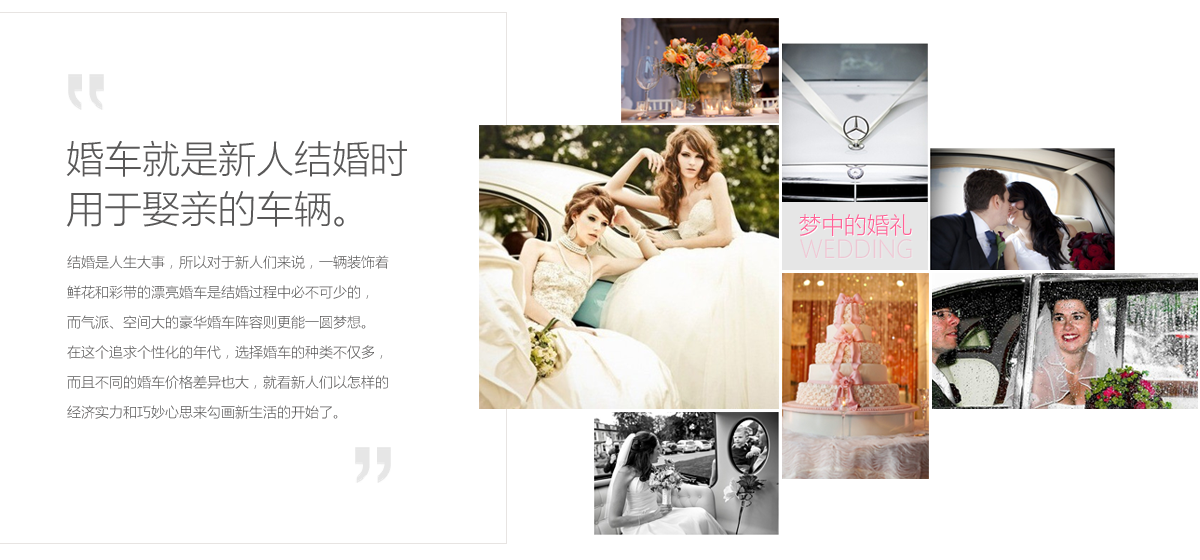 婚车就是新人结婚时
用于娶亲的车辆。
结婚是人生大事，所以对于新人们来说，一辆装饰着
鲜花和彩带的漂亮婚车是结婚过程中必不可少的，
而气派、空间大的豪华婚车阵容则更能一圆梦想。
在这个追求个性化的年代，选择婚车的种类不仅多，
而且不同的婚车价格差异也大，就看新人们以怎样的
经济实力和巧妙心思来勾画新生活的开始了。
梦中的婚礼
WEDDING